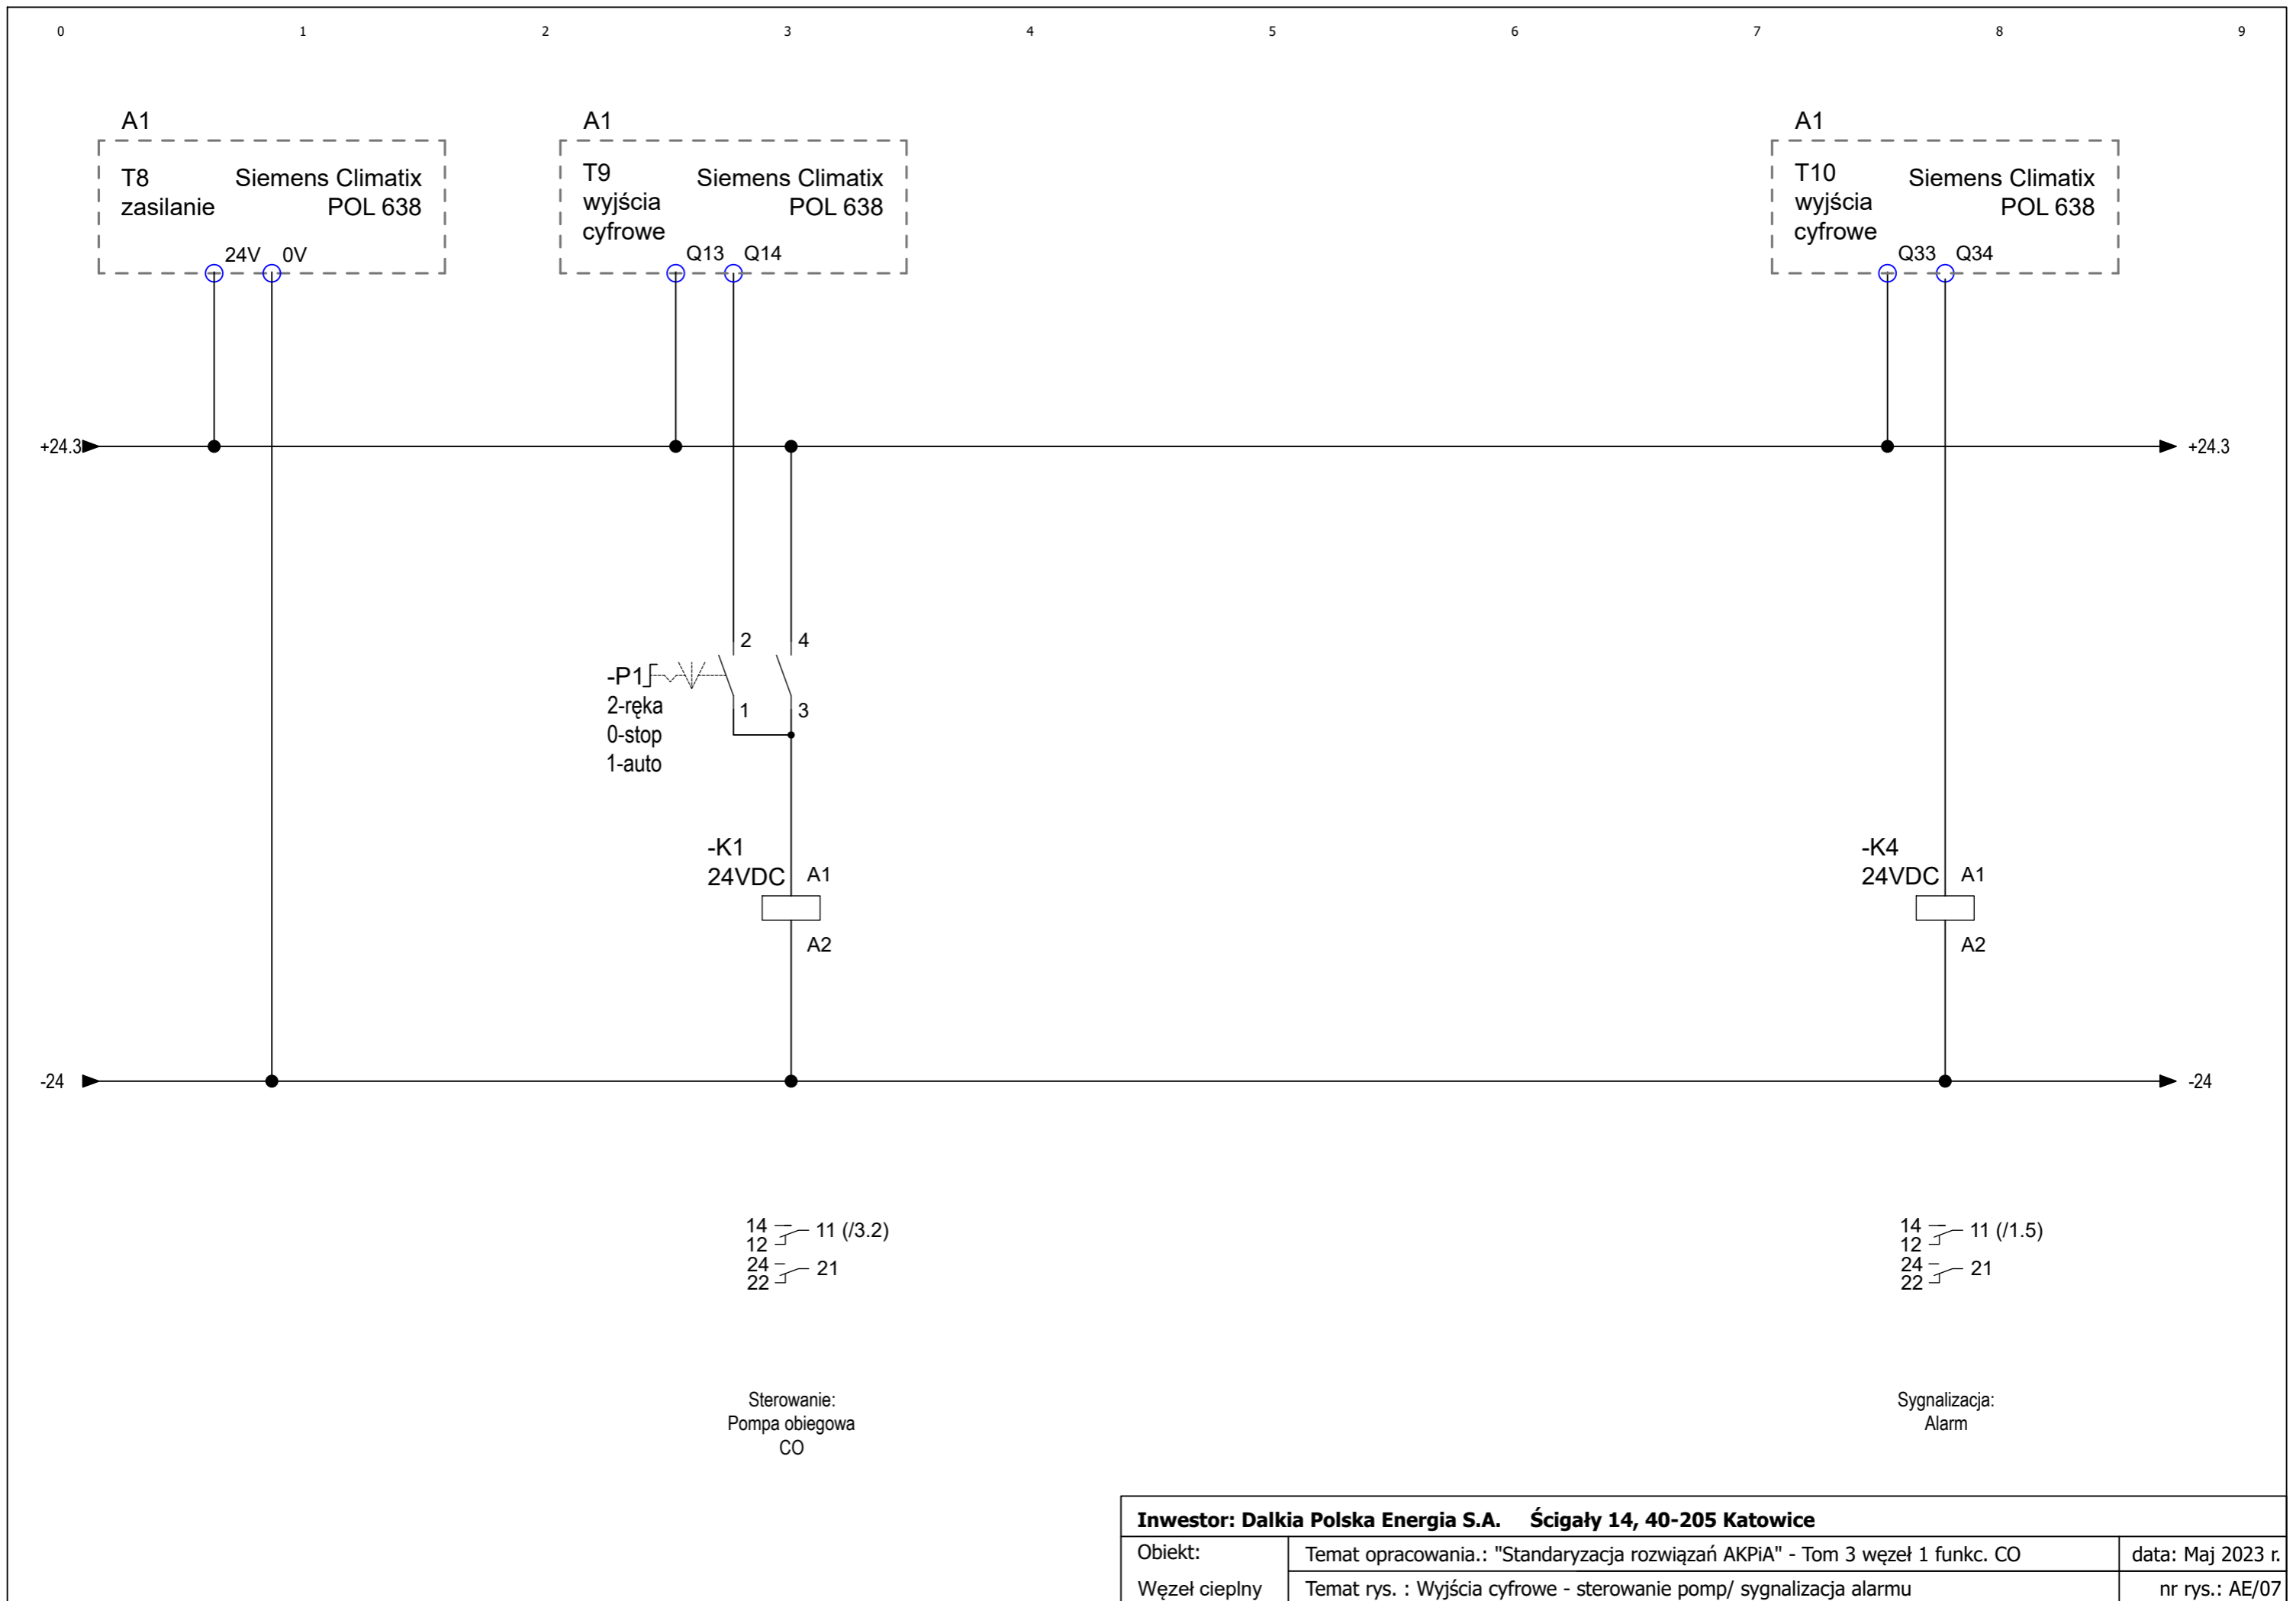 0 1 2 3 4 5 6 7 8 9
A1
T8
zasilanie
Siemens Climatix
POL 638
24V 0V
A1
T9
wyjścia
cyfrowe
Siemens Climatix
POL 638
Q13 Q14
A1
T10
wyjścia
cyfrowe
Siemens Climatix
POL 638
Q33 Q34
+24.3 +24.3
2 4
-P1
2-ręka
0-stop
1-auto
1 3
-K1
24VDC A1
A2
-K4
24VDC A1
A2
-24 -24
14
12
11 (/3.2)
24
22
21
14
12
11 (/1.5)
24
22
21
Sterowanie:
Pompa obiegowa
CO
Sygnalizacja:
Alarm
Inwestor: Dalkia Polska Energia S.A. Ścigały 14, 40-205 Katowice
Obiekt:
Węzeł cieplny
Temat opracowania.: "Standaryzacja rozwiązań AKPiA" - Tom 3 węzeł 1 funkc. CO
data: Maj 2023 r.
Temat rys. : Wyjścia cyfrowe - sterowanie pomp/ sygnalizacja alarmu
nr rys.: AE/07